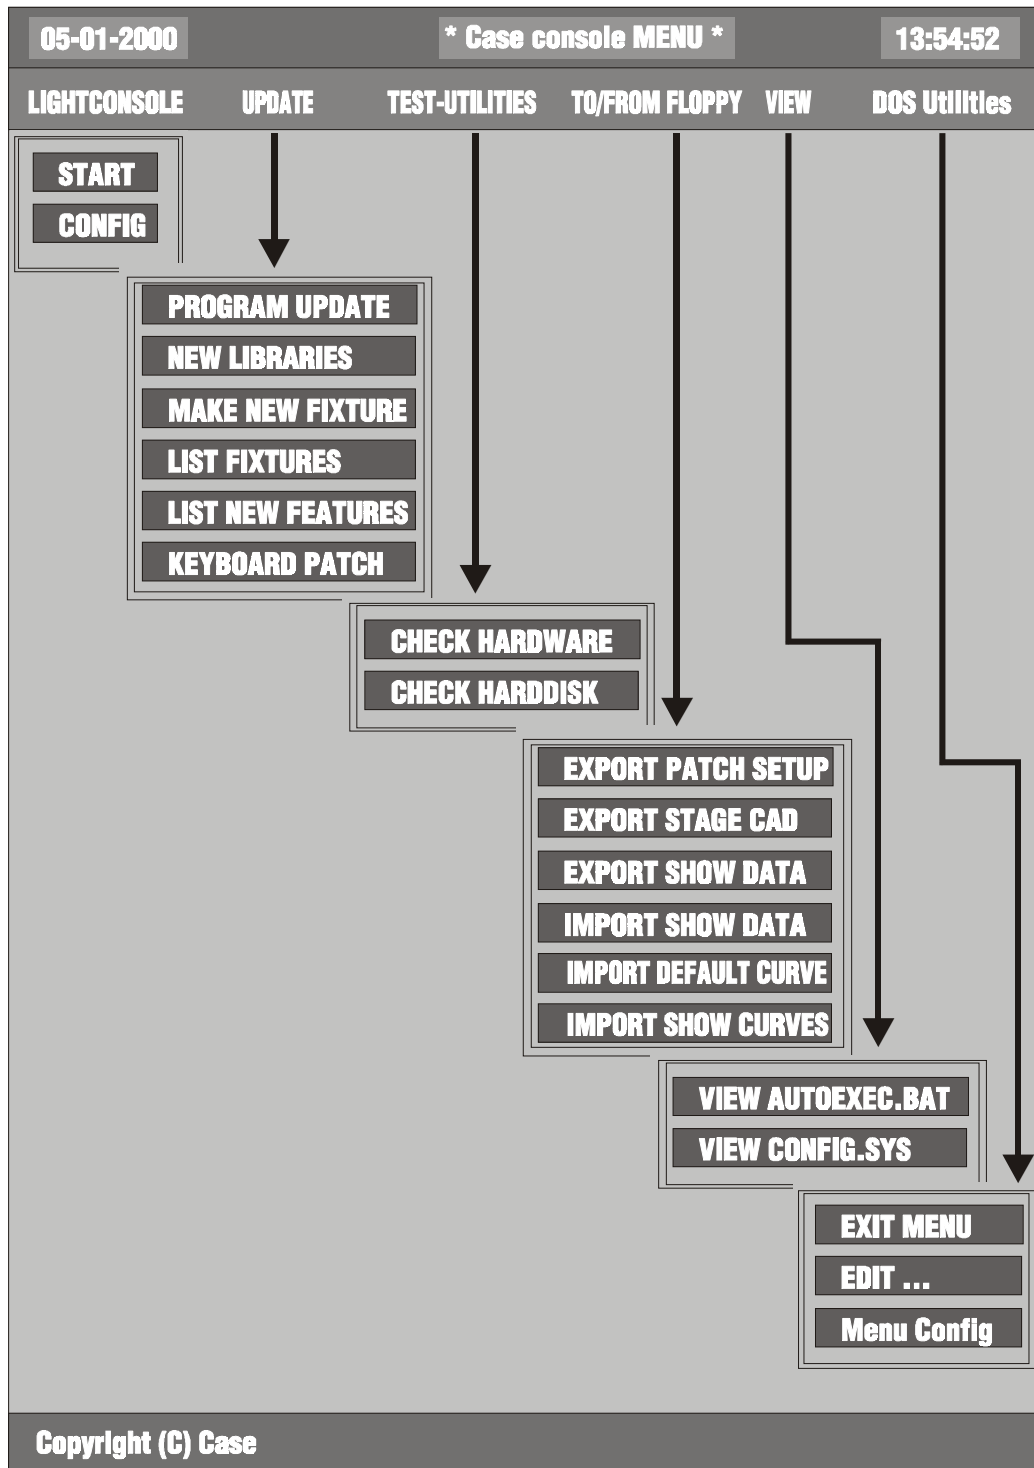 05-01-2000 * Case console MENU * 13:54:52
LIGHTCONSOLE UPDATE TEST-UTILITIES TO/FROM FLOPPY VIEW DOS Utilities
START
CONFIG
PROGRAM UPDATE
NEW LIBRARIES
MAKE NEW FIXTURE
LIST FIXTURES
LIST NEW FEATURES
KEYBOARD PATCH
CHECK HARDWARE
CHECK HARDDISK
EXPORT PATCH SETUP
EXPORT STAGE CAD
EXPORT SHOW DATA
IMPORT SHOW DATA
IMPORT DEFAULT CURVE
IMPORT SHOW CURVES
VIEW AUTOEXEC.BAT
VIEW CONFIG.SYS
EXIT MENU
EDIT ...
Menu Config
Copyright (C) Case